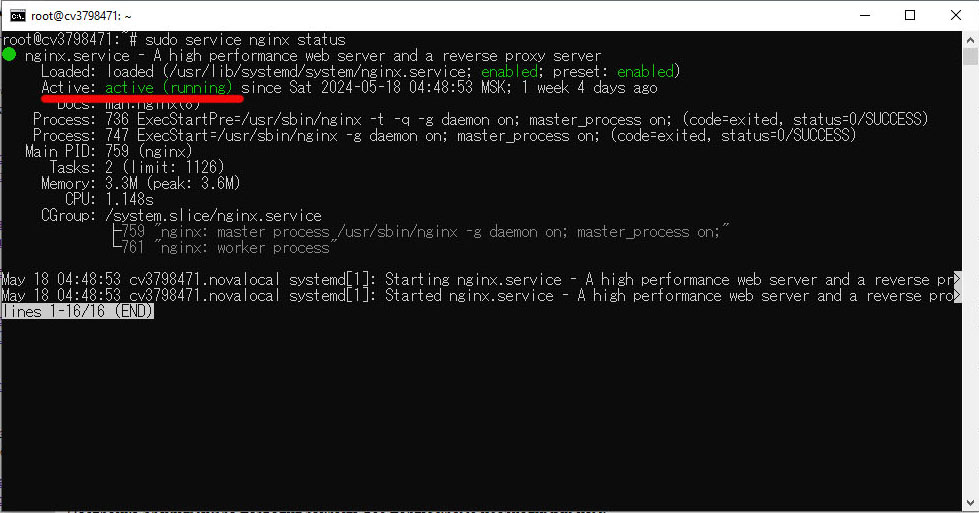 root@cv3798471: ~
root@cv3798471:~# sudo service nginx status
● nginx.service - A high performance web server and a reverse proxy server
Loaded: loaded (/usr/lib/systemd/system/nginx.service; enabled; preset: enabled)
Active: active (running) since Sat 2024-05-18 04:48:53 MSK; 1 week 4 days ago
Docs: man:nginx(8)
Process: 736 ExecStartPre=/usr/sbin/nginx -t -q -g daemon on; master_process on; (code=exited, status=0/SUCCESS)
Process: 747 ExecStart=/usr/sbin/nginx -g daemon on; master_process on; (code=exited, status=0/SUCCESS)
Main PID: 759 (nginx)
Tasks: 2 (limit: 1126)
Memory: 3.3M (peak: 3.6M)
CPU: 1.148s
CGroup: /system.slice/nginx.service
├─759 "nginx: master process /usr/sbin/nginx -g daemon on; master_process on;"
└─761 "nginx: worker process"
May 18 04:48:53 cv3798471.novalocal systemd[1]: Starting nginx.service - A high performance web server and a reverse pr>
May 18 04:48:53 cv3798471.novalocal systemd[1]: Started nginx.service - A high performance web server and a reverse pro>
lines 1-16/16 (END)